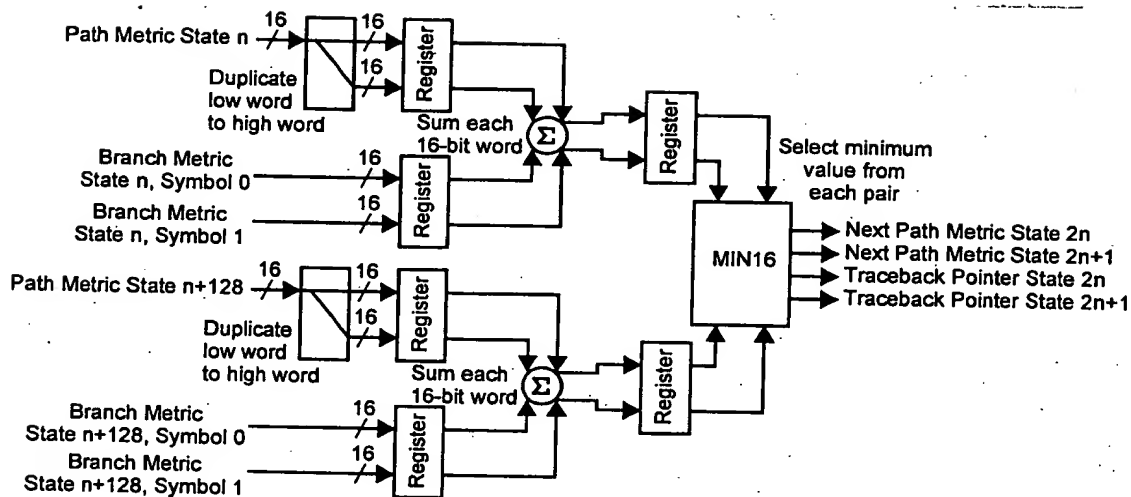 Path Metric State n
16
16
16
Duplicate
low word
to high word
Register
Sum each
16-bit word
Σ
Register
Branch Metric
State n, Symbol 0
16
Branch Metric
State n, Symbol 1
16
Register
Select minimum
value from
each pair
MIN16
Next Path Metric State 2n
Next Path Metric State 2n+1
Traceback Pointer State 2n
Traceback Pointer State 2n+1
Path Metric State n+128
16
16
16
Duplicate
low word
to high word
Register
Sum each
16-bit word
Σ
Register
Branch Metric
State n+128, Symbol 0
16
Branch Metric
State n+128, Symbol 1
16
Register